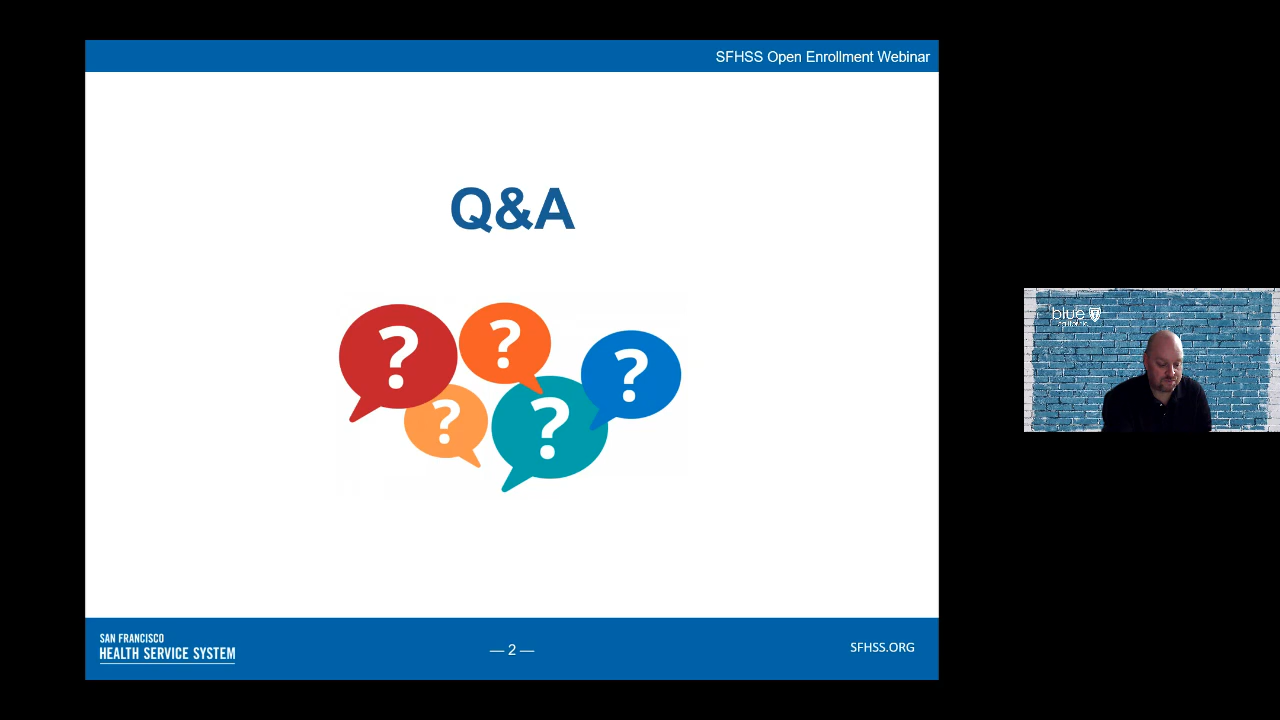 SFHSS Open Enrollment Webinar
Q&A
?
?
?
?
?
blue
SAN FRANCISCO
HEALTH SERVICE SYSTEM
— 2 —
SFHSS.ORG